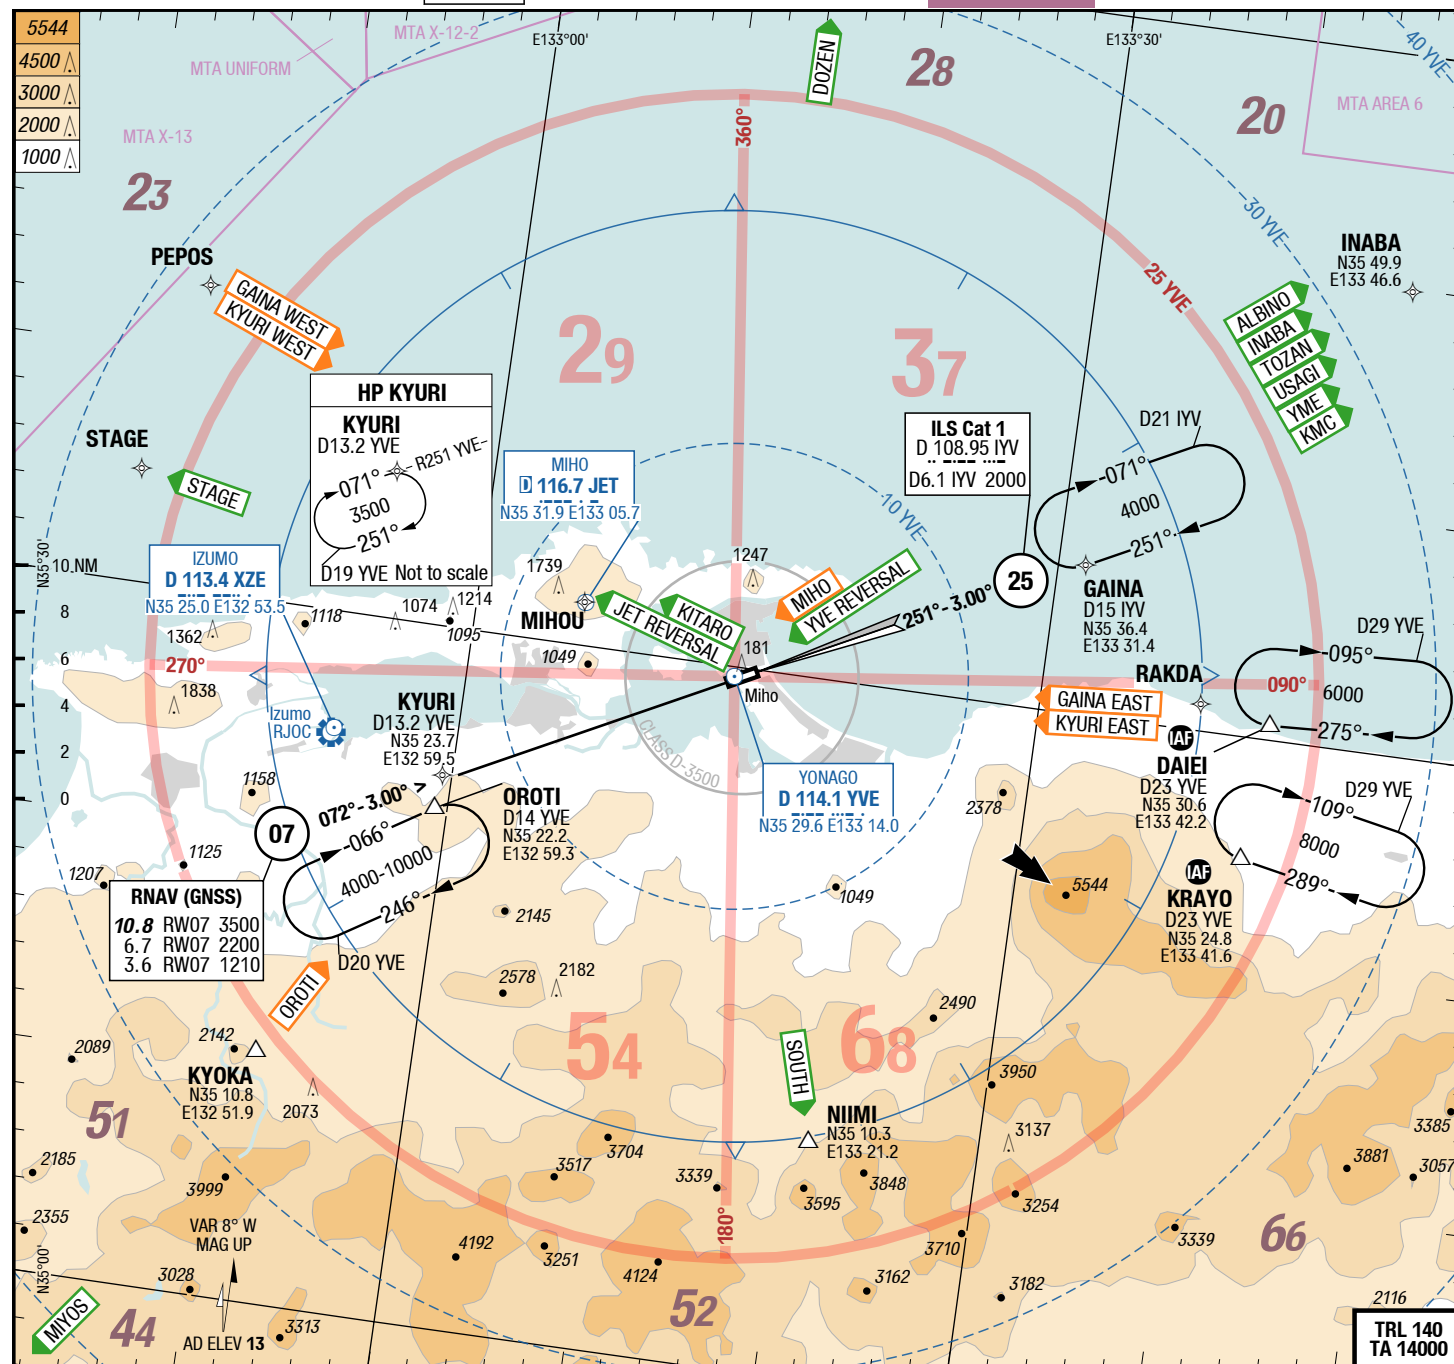 5544
4500
3000
2000
1000
MTA X-12-2
MTA UNIFORM
MTA X-13
E133°00'
E133°30'
DOZEN
28
40 YVE
20
MTA AREA 6
23
360°
30 YVE
PEPOS
GAINA WEST
KYURI WEST
25 YVE
INABA
N35 49.9
E133 46.6
ALBINO
INABA
TOZAN
USAGI
YME
KMC
29
37
HP KYURI
KYURI
D13.2 YVE
R251 YVE
071°
3500
251°
D19 YVE Not to scale
STAGE
STAGE
MIHO
D 116.7 JET
N35 31.9 E133 05.7
ILS Cat 1
D 108.95 IYV
D6.1 IYV 2000
D21 IYV
071°
4000
251°
10 YVE
25
GAINA
D15 IYV
N35 36.4
E133 31.4
N35°30'
10 NM
8
6
4
2
0
IZUMO
D 113.4 XZE
N35 25.0 E132 53.5
1739
1247
1118
1074
1214
1095
1362
MIHOU
1049
JET REVERSAL
KITARO
MIHO
YVE REVERSAL
251° - 3.00°
181
Miho
270°
090°
D29 YVE
095°
6000
275°
RAKDA
GAINA EAST
KYURI EAST
IAF
DAIEI
D23 YVE
N35 30.6
E133 42.2
1838
Izumo
RJOC
KYURI
D13.2 YVE
N35 23.7
E132 59.5
CLASS D-3500
YONAGO
D 114.1 YVE
N35 29.6 E133 14.0
1158
072° - 3.00° >
OROTI
D14 YVE
N35 22.2
E132 59.3
07
066°
4000-10000
246°
D20 YVE
2378
D29 YVE
109°
8000
289°
IAF
KRAYO
D23 YVE
N35 24.8
E133 41.6
5544
1125
1207
RNAV (GNSS)
10.8 RW07 3500
6.7 RW07 2200
3.6 RW07 1210
1049
2145
OROTI
2578
2182
2490
54
68
2142
2089
KYOKA
N35 10.8
E132 51.9
2073
51
SOUTH
3950
NIIMI
N35 10.3
E133 21.2
3137
3385
2185
3999
3517
3704
3339
3595
3848
3254
3881
3057
2355
VAR 8° W
MAG UP
180°
3710
3339
66
4192
3251
4124
N35°00'
3028
3162
3182
52
2116
MIYOS
44
3313
AD ELEV 13
TRL 140
TA 14000